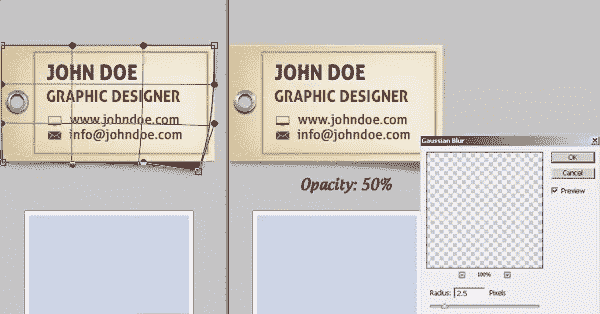 JOHN DOE
GRAPHIC DESIGNER
www.johndoe.com
info@johndoe.com
JOHN DOE
GRAPHIC DESIGNER
www.johndoe.com
info@johndoe.com
Opacity: 50%
Gaussian Blur
OK
Cancel
Preview
100%
Radius: 2.5 Pixels